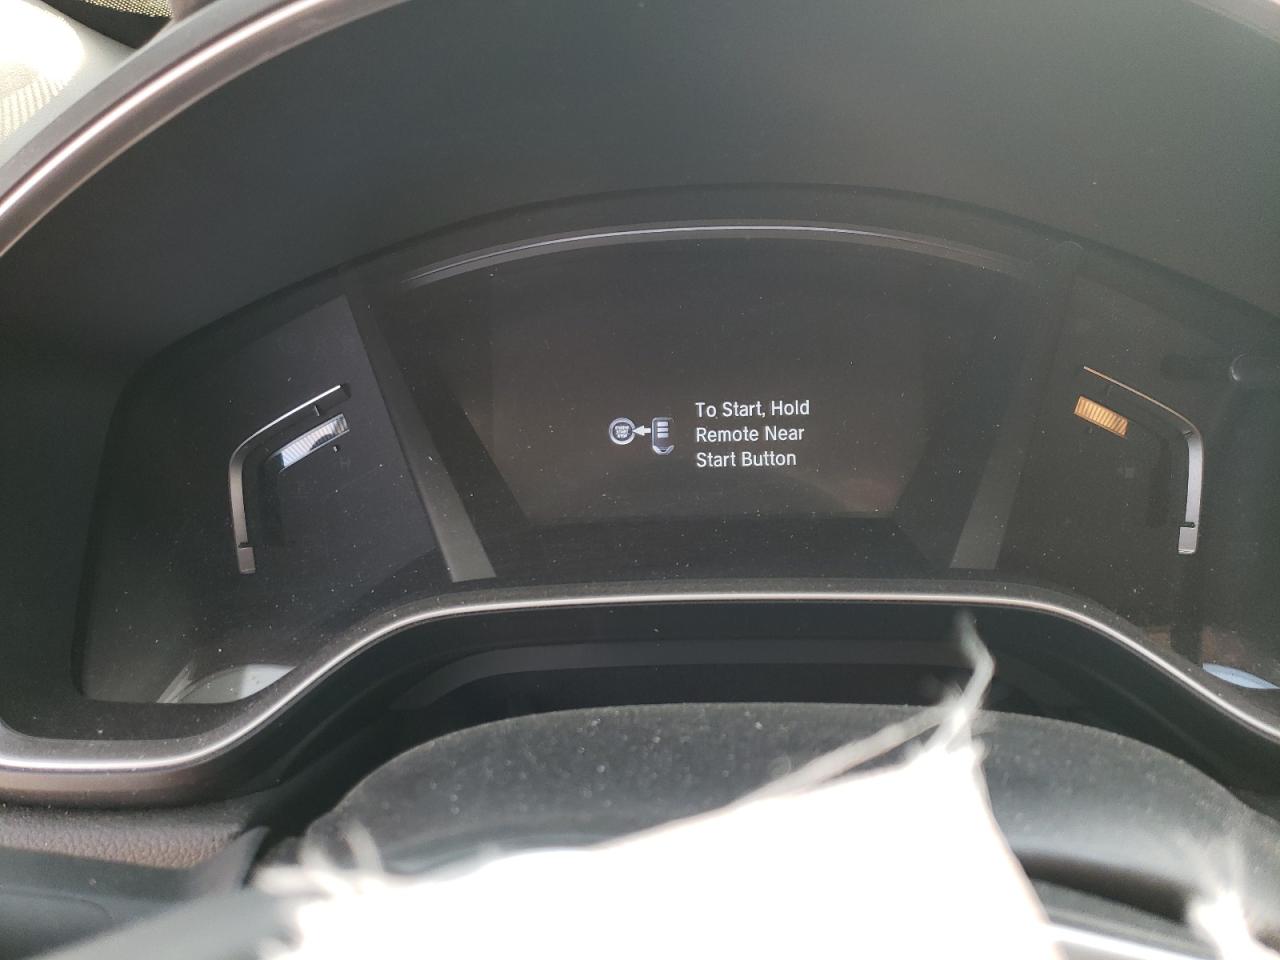 To Start, Hold
Remote Near
Start Button